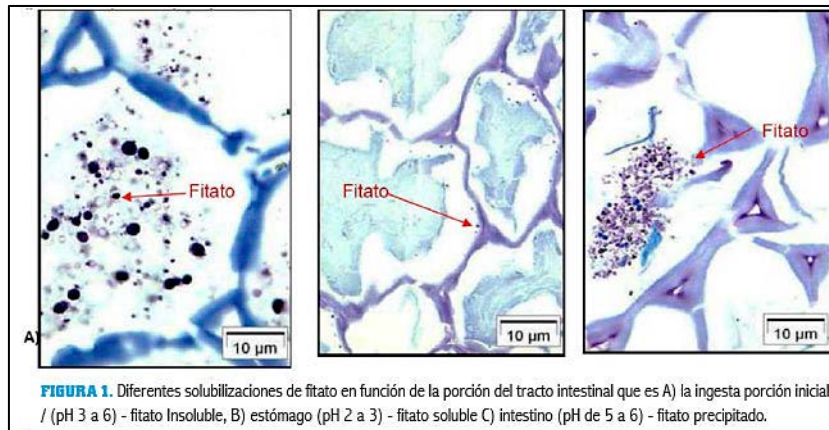 Fitato
Fitato
Fitato
A)
10 µm
10 µm
10 µm
FIGURA 1. Diferentes solubilizaciones de fitato en función de la porción del tracto intestinal que es A) la ingesta porción inicial
/ (pH 3 a 6) - fitato Insoluble, B) estómago (pH 2 a 3) - fitato soluble C) intestino (pH de 5 a 6) - fitato precipitado.